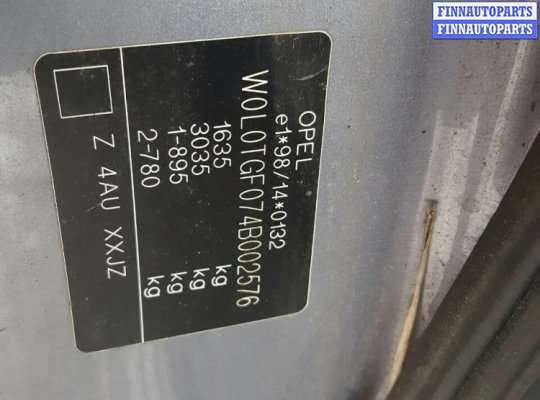 FINNAUTOPARTS
FINNAUTOPARTS
OPEL
e1*98/14*0132
W0L0TGF074B002576
1635 kg
3035 kg
1-895 kg
2-780 kg
Z 4AU XXJZ